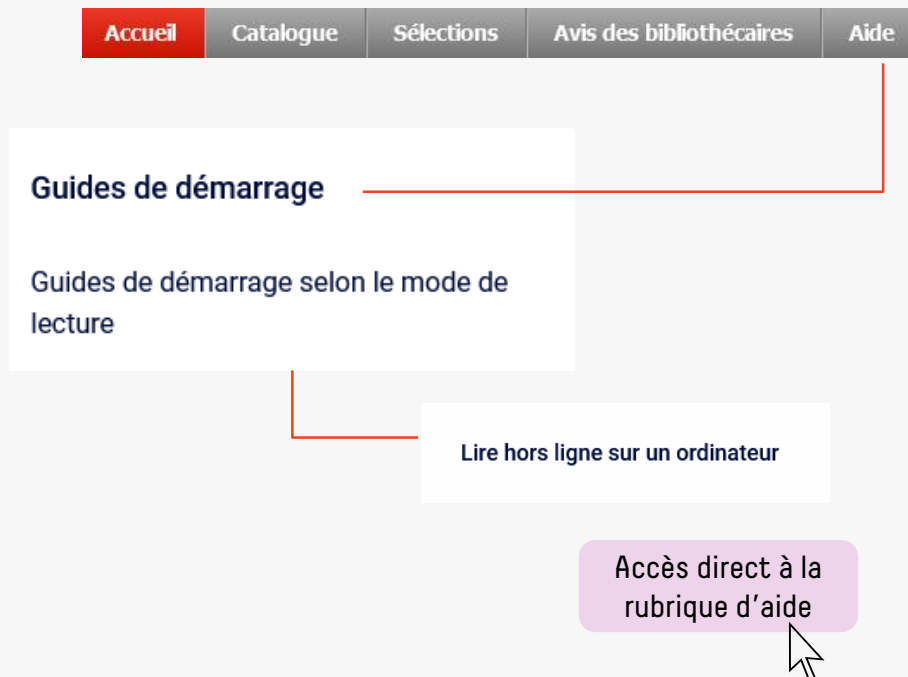 Accueil Catalogue Sélections Avis des bibliothécaires Aide
Guides de démarrage
Guides de démarrage selon le mode de
lecture
Lire hors ligne sur un ordinateur
Accès direct à la
rubrique d'aide